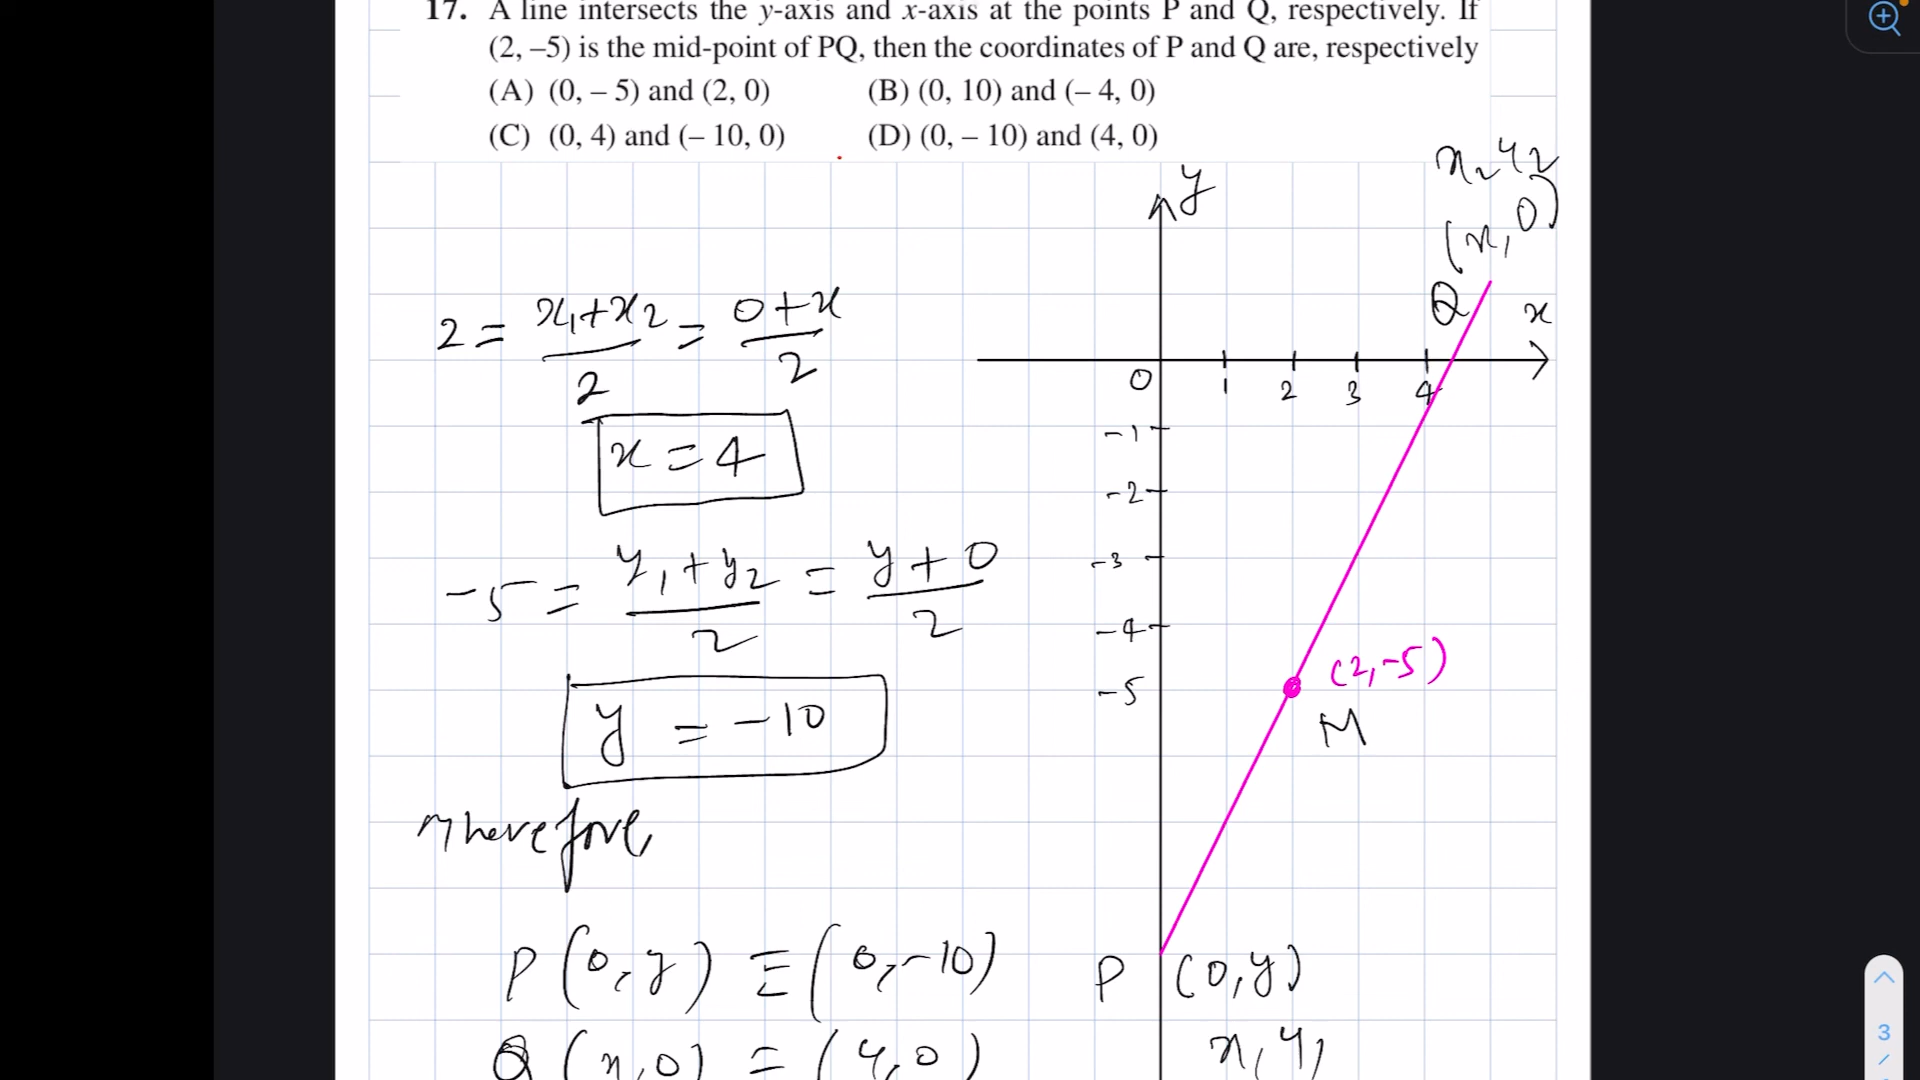 17. A line intersects the y-axis and x-axis at the points P and Q, respectively. If
(2, –5) is the mid-point of PQ, then the coordinates of P and Q are, respectively
(A) (0, – 5) and (2, 0) (B) (0, 10) and (– 4, 0)
(C) (0, 4) and (– 10, 0) (D) (0, – 10) and (4, 0)
x₂ y₂
y
(x, 0)
Q
x
2 = x₁+x₂/2 = 0+x/2
0 1 2 3 4
x = 4
-1
-2
-5 = y₁+y₂/2 = y+0/2
-3
-4
(2,-5)
-5
M
y = -10
Therefore,
P (0, y) ≡ (0, -10)
P (0, y)
Q (x, 0) = (4, 0)
x₁ y₁
3